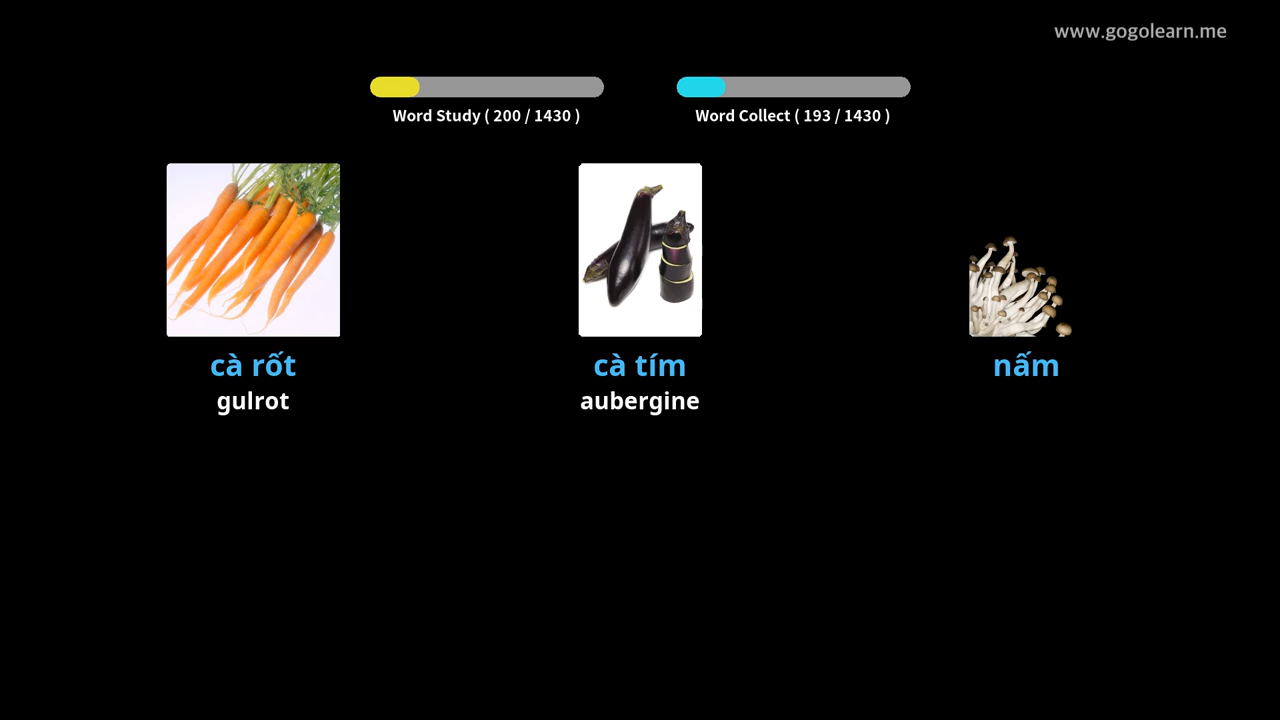 www.gogolearn.me
Word Study ( 200 / 1430 )
Word Collect ( 193 / 1430 )
cà rốt
gulrot
cà tím
aubergine
nấm